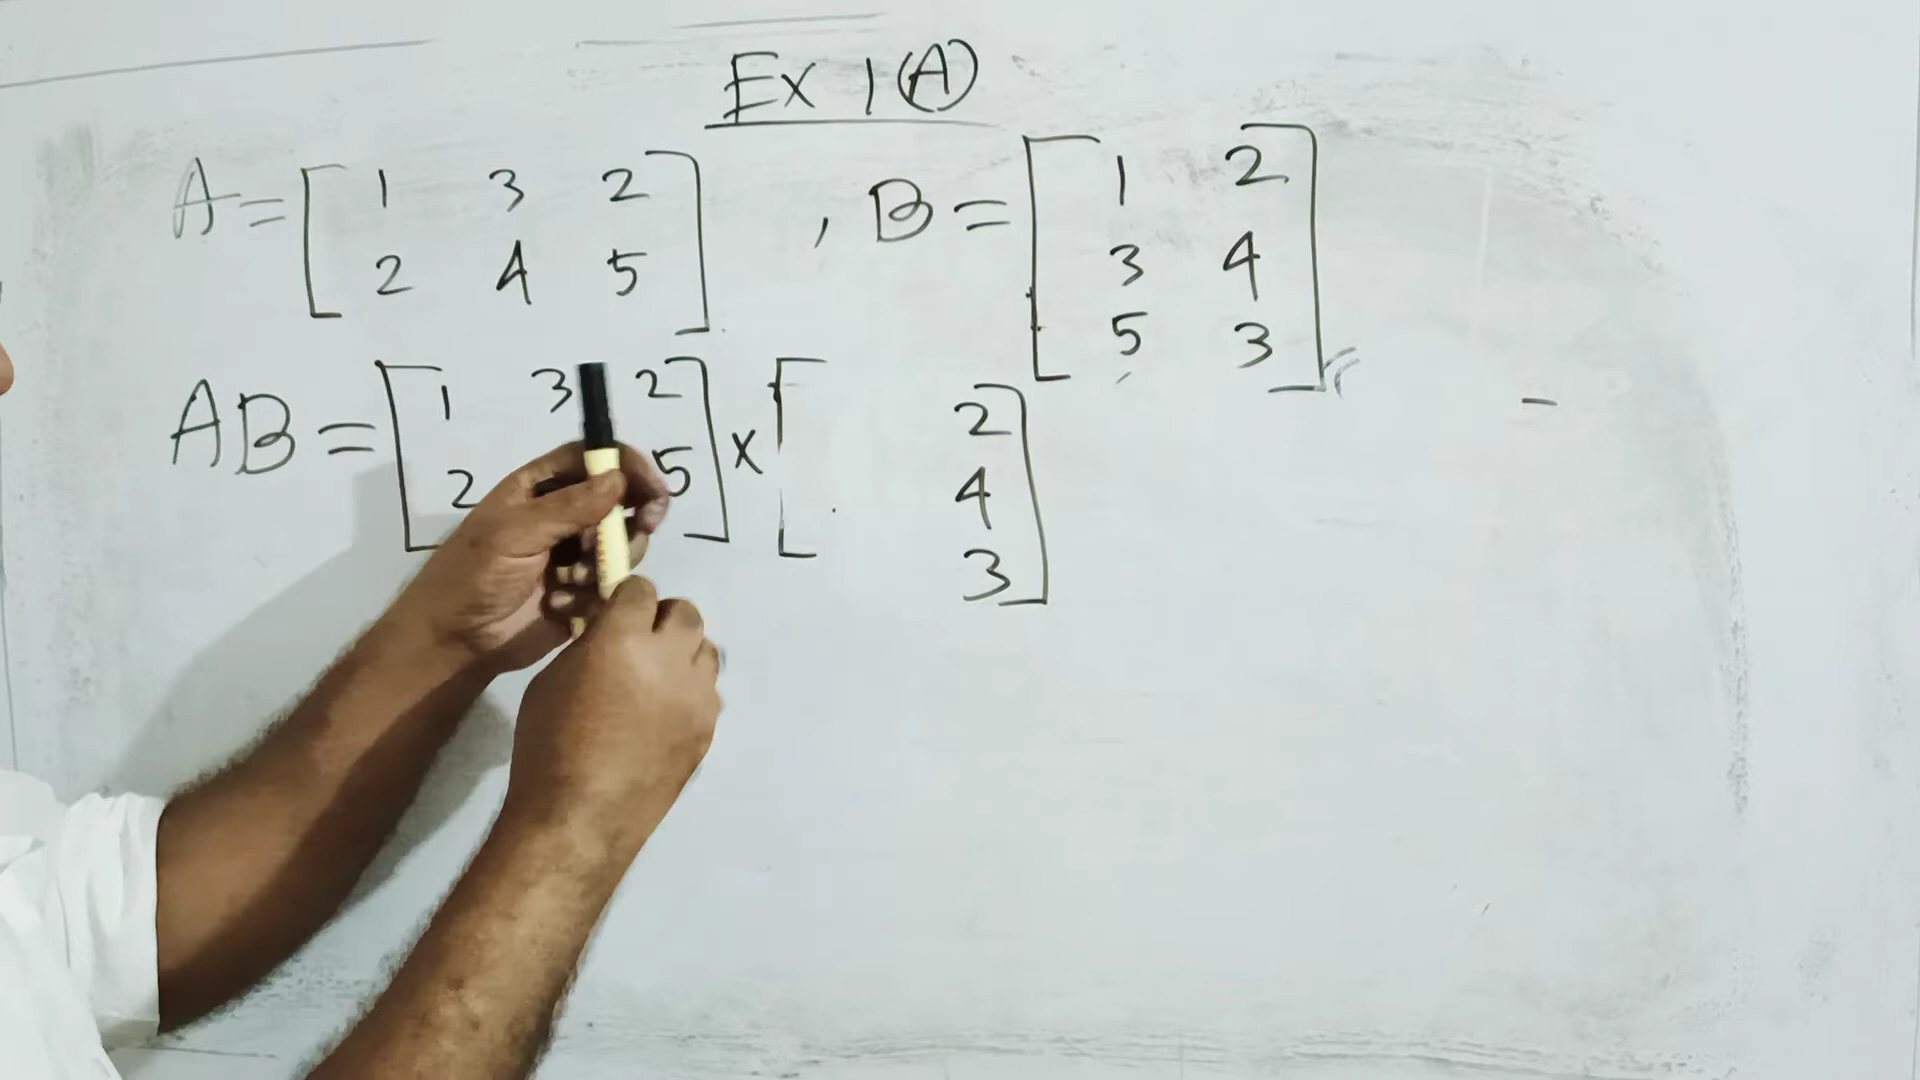 Ex 1(A)
A = [ 1 3 2 , B = [ 1 2
2 4 5 ] 3 4
5 3 ]
AB = [ 1 3 2 × [ 2
2 5 ] 4
3 ]